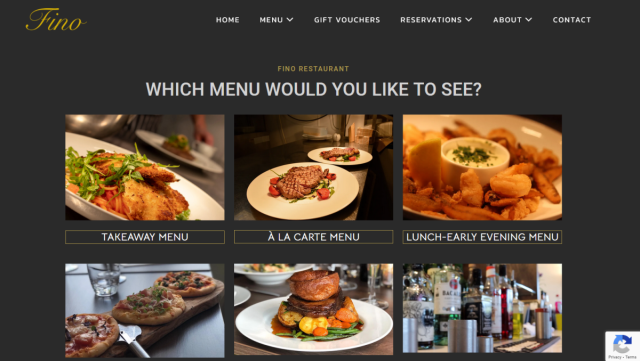 Fino
HOME MENU GIFT VOUCHERS RESERVATIONS ABOUT CONTACT
FINO RESTAURANT
WHICH MENU WOULD YOU LIKE TO SEE?
TAKEAWAY MENU
À LA CARTE MENU
LUNCH-EARLY EVENING MENU
Privacy - Terms